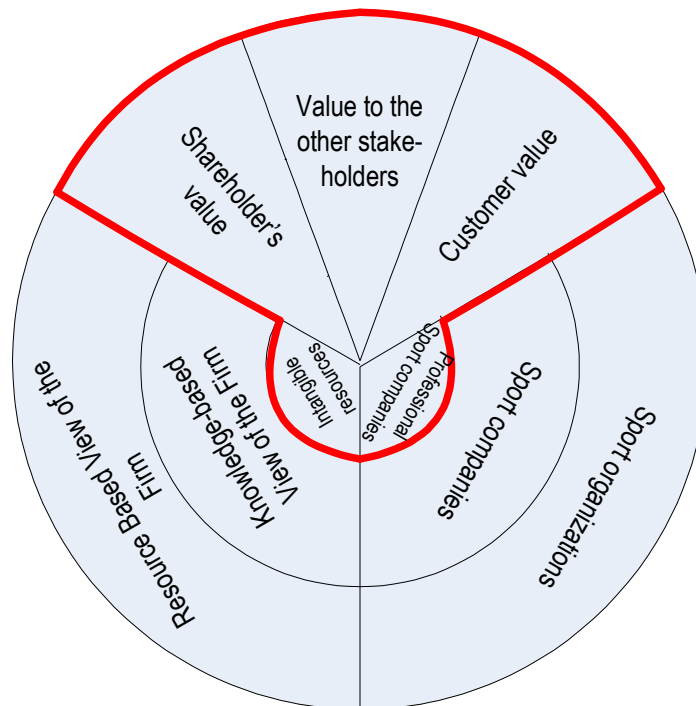 Value to the
other stake-
holders
Shareholder's
value
Customer value
Intangible
resources
Professional
Sport companies
Knowledge-based
View of the Firm
Sport companies
Resource Based View of the
Firm
Sport organizations